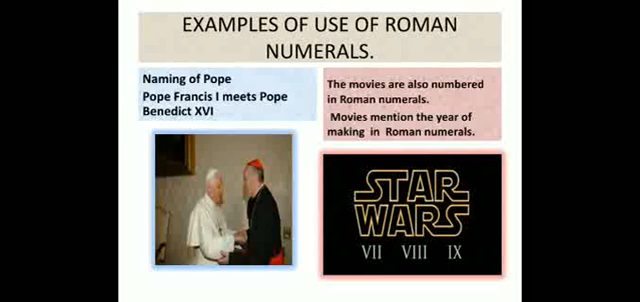 EXAMPLES OF USE OF ROMAN
NUMERALS.
Naming of Pope
Pope Francis I meets Pope
Benedict XVI
The movies are also numbered
in Roman numerals.
Movies mention the year of
making in Roman numerals.
STAR
WARS
VII VIII IX